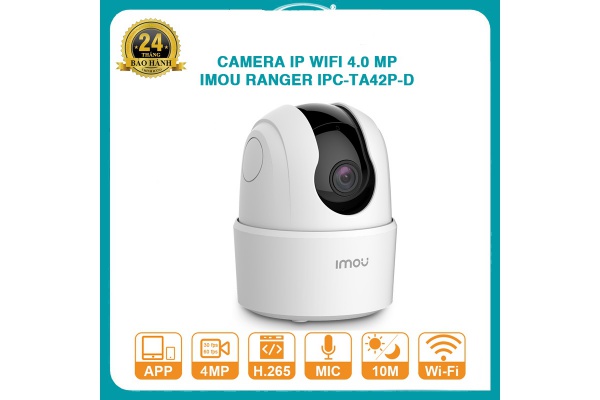 24
THÁNG
BẢO HÀNH
CAMERA IP WIFI 4.0 MP
IMOU RANGER IPC-TA42P-D
imou
APP
4MP
H.265
MIC
10M
Wi-Fi